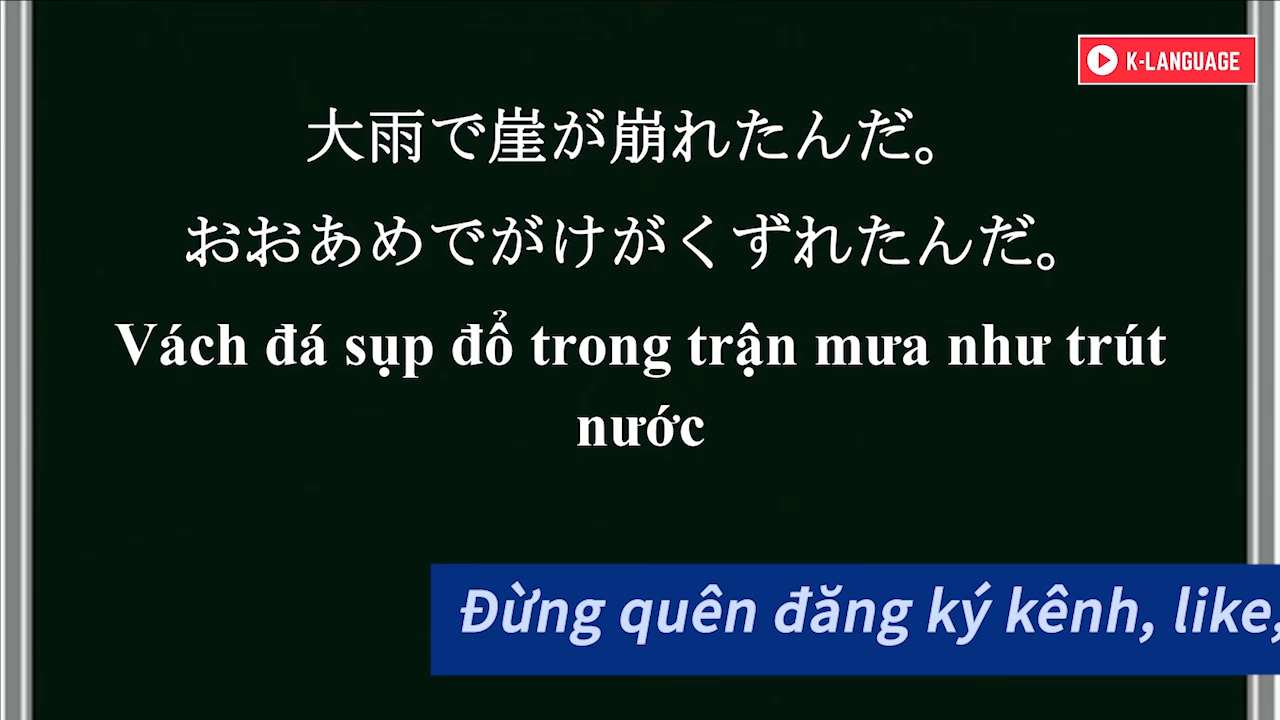 K-LANGUAGE
大雨で崖が崩れたんだ。
おおあめでがけがくずれたんだ。
Vách đá sụp đổ trong trận mưa như trút
nước
Đừng quên đăng ký kênh, like,